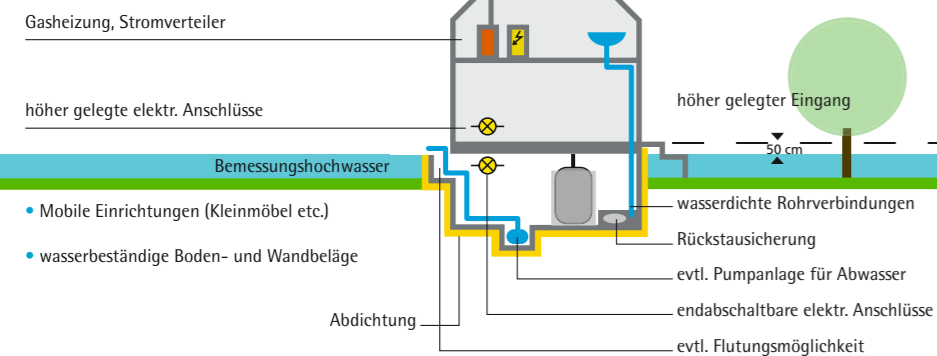 Gasheizung, Stromverteiler
höher gelegte elektr. Anschlüsse
höher gelegter Eingang
50 cm
Bemessungshochwasser
• Mobile Einrichtungen (Kleinmöbel etc.)
• wasserbeständige Boden- und Wandbeläge
Abdichtung
wasserdichte Rohrverbindungen
Rückstausicherung
evtl. Pumpanlage für Abwasser
endabschaltbare elektr. Anschlüsse
evtl. Flutungsmöglichkeit